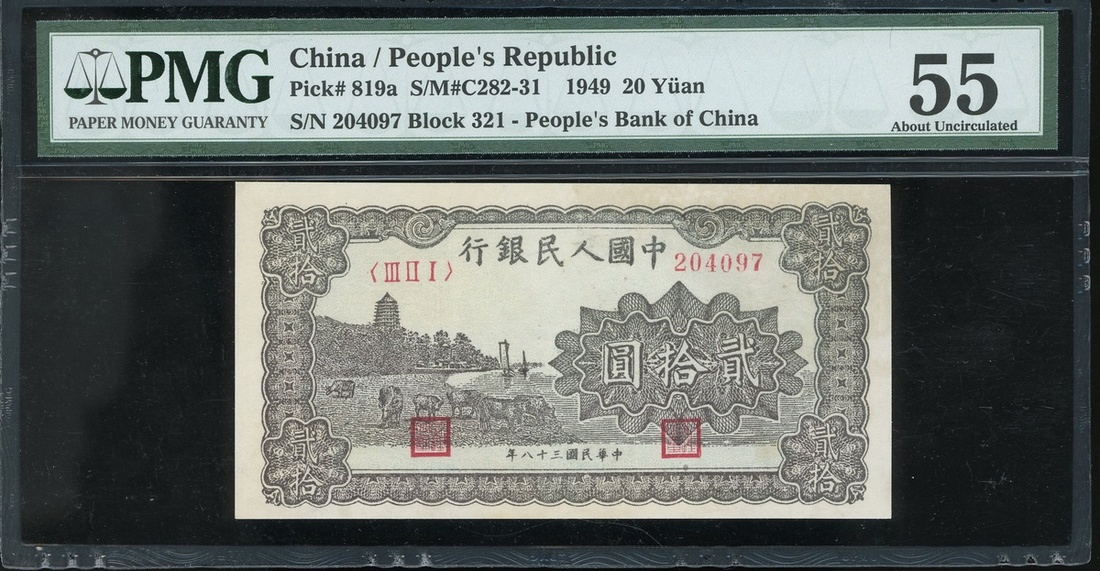 PMG
PAPER MONEY GUARANTY
China / People's Republic
Pick# 819a S/M#C282-31 1949 20 Yüan
S/N 204097 Block 321 - People's Bank of China
55
About Uncirculated
行銀民人國中
〈III II I〉
204097
貳拾
貳拾
圓拾貳
貳拾
貳拾
年八十三國民華中